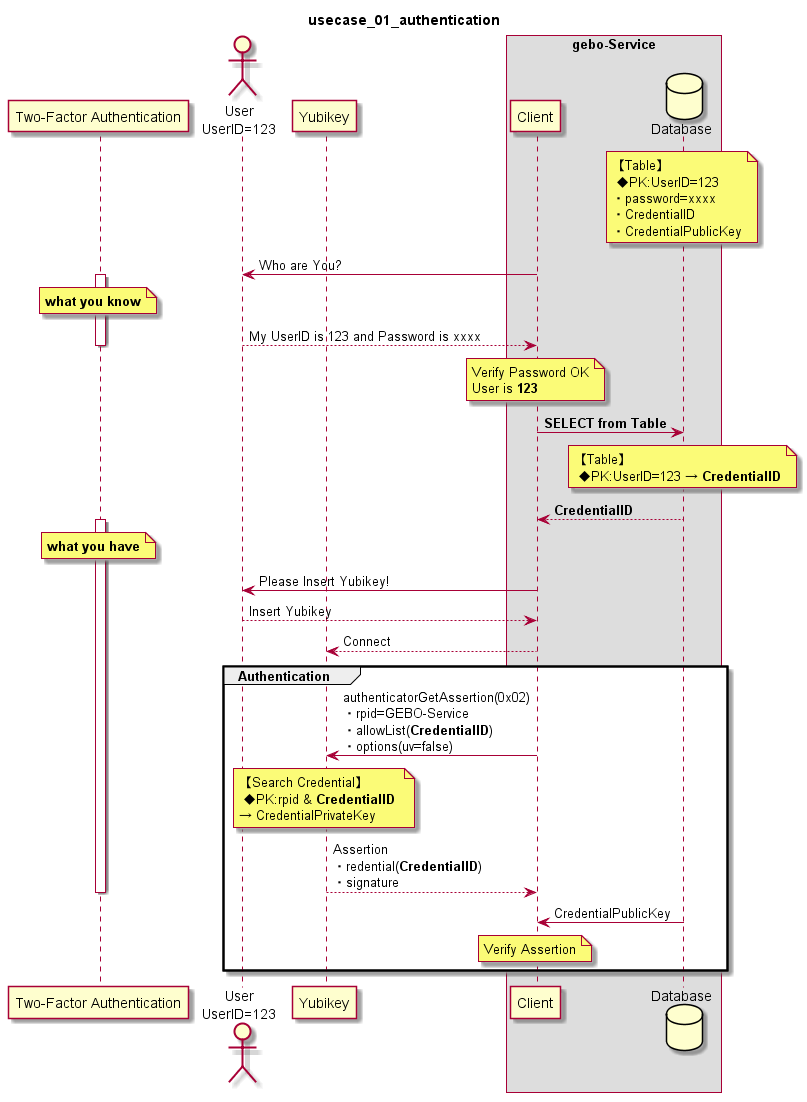 usecase_01_authentication
gebo-Service
Two-Factor Authentication
User
UserID=123
Yubikey
Client
Database
【Table】
◆PK:UserID=123
・password=xxxx
・CredentialID
・CredentialPublicKey
Who are You?
what you know
My UserID is 123 and Password is xxxx
Verify Password OK
User is 123
SELECT from Table
【Table】
◆PK:UserID=123 → CredentialID
CredentialID
what you have
Please Insert Yubikey!
Insert Yubikey
Connect
Authentication
authenticatorGetAssertion(0x02)
・rpid=GEBO-Service
・allowList(CredentialID)
・options(uv=false)
【Search Credential】
◆PK:rpid & CredentialID
→ CredentialPrivateKey
Assertion
・redential(CredentialID)
・signature
CredentialPublicKey
Verify Assertion
Two-Factor Authentication
User
UserID=123
Yubikey
Client
Database